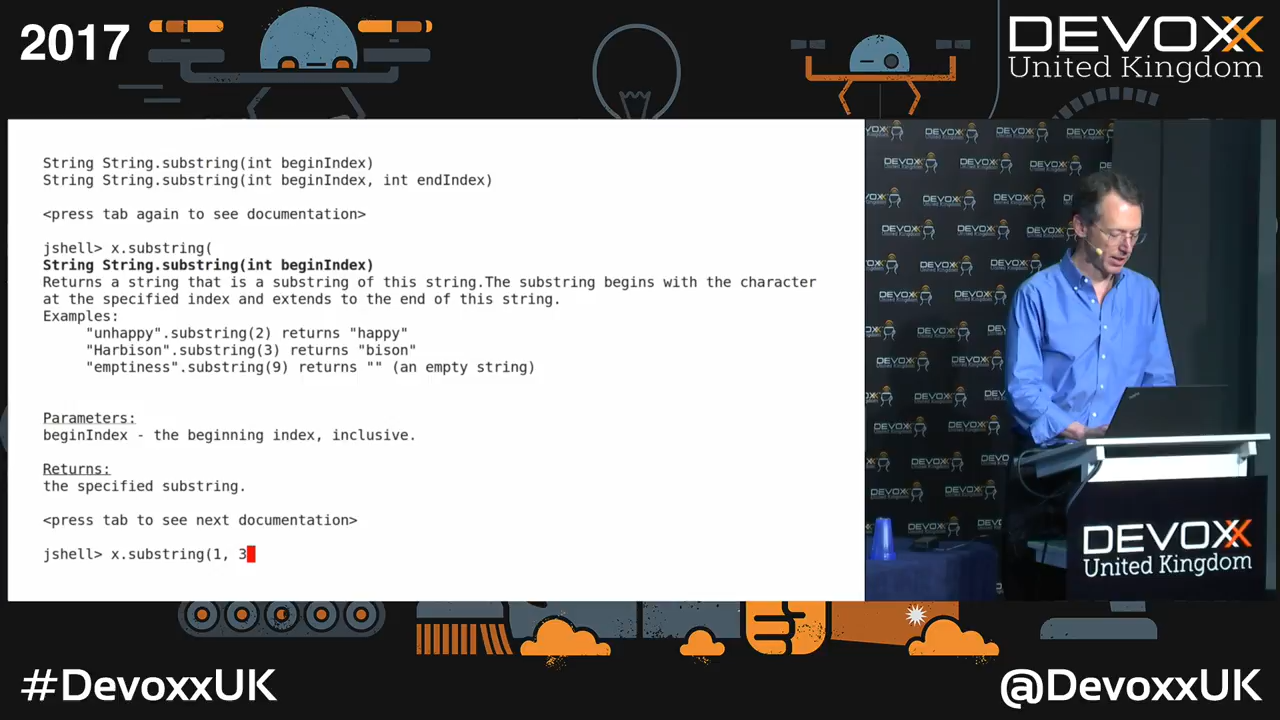 2017
DEVOXX
United Kingdom
String String.substring(int beginIndex)
String String.substring(int beginIndex, int endIndex)
<press tab again to see documentation>
jshell> x.substring(
String String.substring(int beginIndex)
Returns a string that is a substring of this string.The substring begins with the character
at the specified index and extends to the end of this string.
Examples:
"unhappy".substring(2) returns "happy"
"Harbison".substring(3) returns "bison"
"emptiness".substring(9) returns "" (an empty string)
Parameters:
beginIndex - the beginning index, inclusive.
Returns:
the specified substring.
<press tab to see next documentation>
jshell> x.substring(1, 3
DEVOXX
United Kingdom
#DevoxxUK
@DevoxxUK